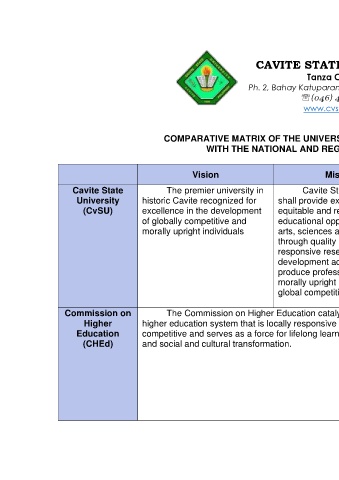 CAVITE STATE
Tanza C
Ph. 2, Bahay Katuparan
☏(046) 4
www.cvs
COMPARATIVE MATRIX OF THE UNIVERS
WITH THE NATIONAL AND REG
Vision Mis
Cavite State
University
(CvSU)
The premier university in
historic Cavite recognized for
excellence in the development
of globally competitive and
morally upright individuals
Cavite St
shall provide ex
equitable and re
educational opp
arts, sciences a
through quality
responsive rese
development ac
produce profess
morally upright
global competiti
Commission on
Higher
Education
(CHEd)
The Commission on Higher Education cataly
higher education system that is locally responsive
competitive and serves as a force for lifelong learn
and social and cultural transformation.